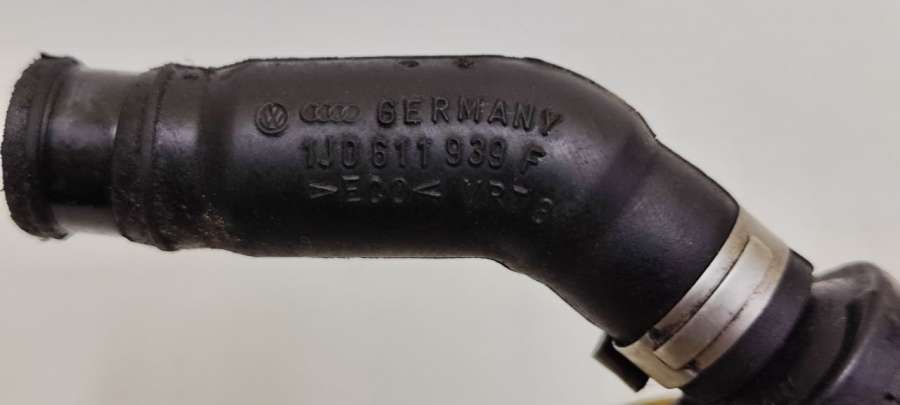 GERMANY
1J0 611 939 F
>ECO<